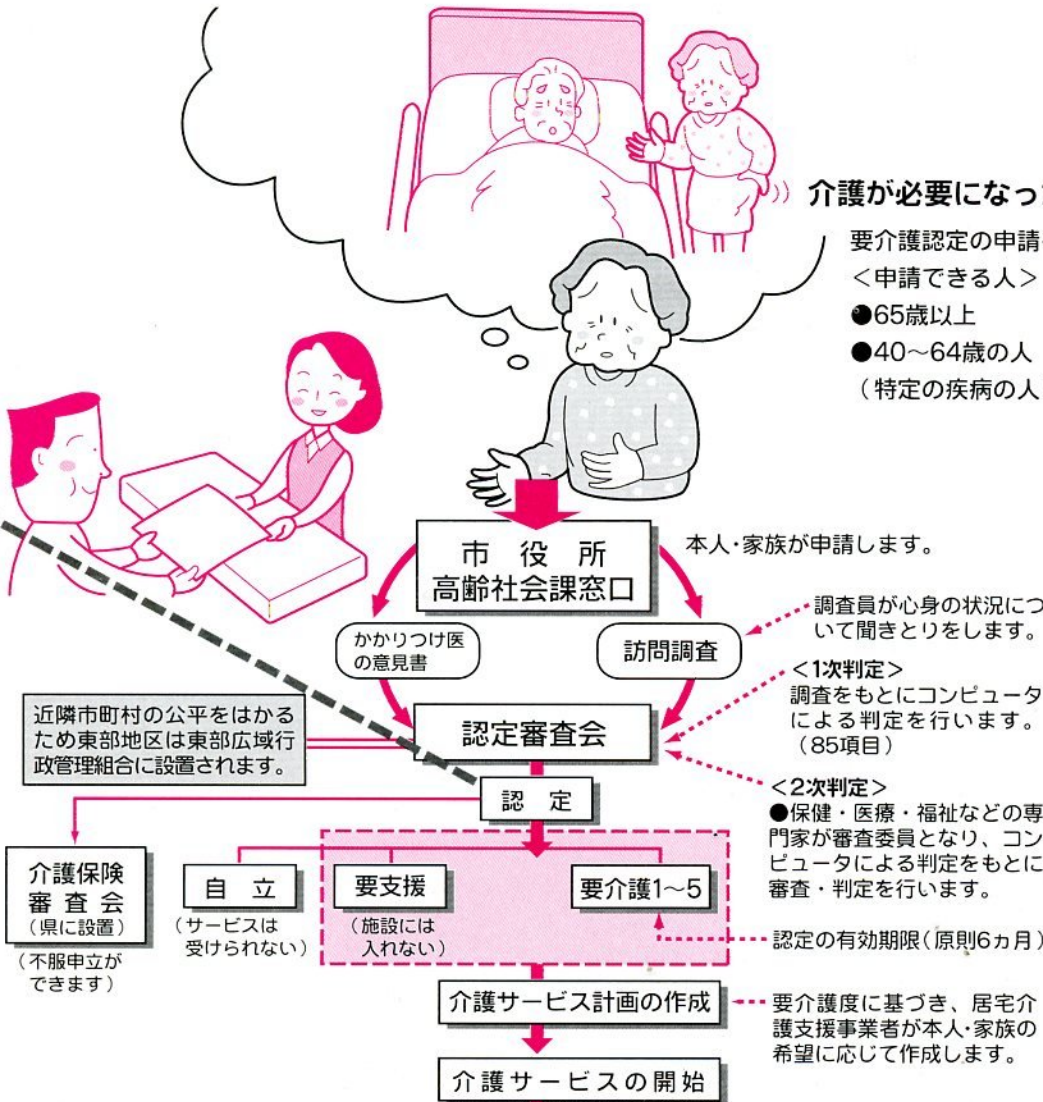 介護が必要になっ
要介護認定の申請
＜申請できる人＞
●65歳以上
●40～64歳の人
（特定の疾病の人
市役所
高齢社会課窓口
本人・家族が申請します。
かかりつけ医
の意見書
訪問調査
調査員が心身の状況につ
いて聞きとりをします。
＜1次判定＞
調査をもとにコンピュータ
による判定を行います。
（85項目）
近隣市町村の公平をはかる
ため東部地区は東部広域行
政管理組合に設置されます。
認定審査会
＜2次判定＞
●保健・医療・福祉などの専
門家が審査委員となり、コン
ピュータによる判定をもとに
審査・判定を行います。
認定
介護保険
審査会
（県に設置）
（不服申立が
できます）
自立
（サービスは
受けられない）
要支援
（施設には
入れない）
要介護1～5
認定の有効期限（原則6ヵ月）
介護サービス計画の作成
要介護度に基づき、居宅介
護支援事業者が本人・家族の
希望に応じて作成します。
介護サービスの開始